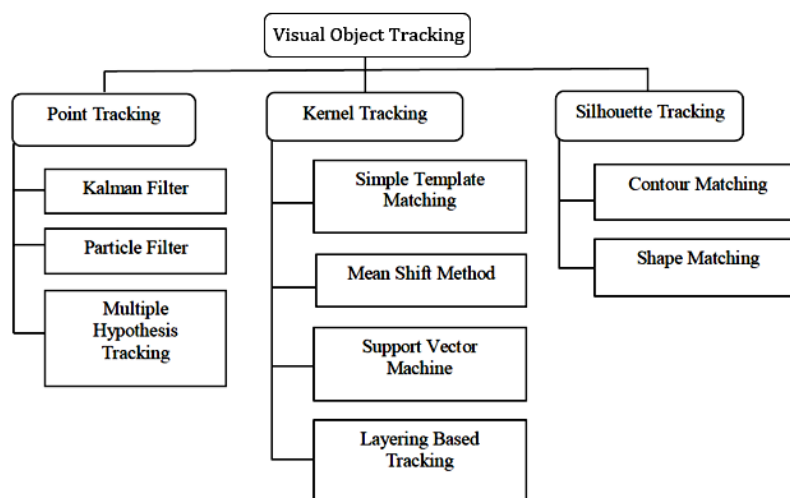 Visual Object Tracking
Point Tracking
Kernel Tracking
Silhouette Tracking
Kalman Filter
Particle Filter
Multiple
Hypothesis
Tracking
Simple Template
Matching
Mean Shift Method
Support Vector
Machine
Layering Based
Tracking
Contour Matching
Shape Matching